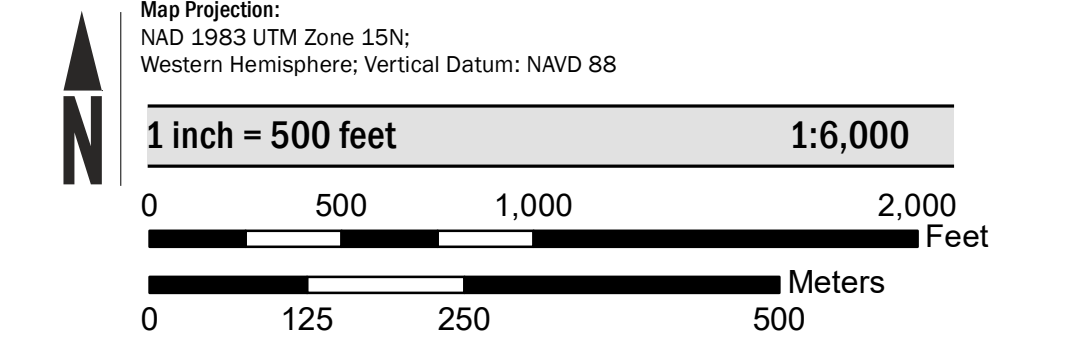 Map Projection:
NAD 1983 UTM Zone 15N;
Western Hemisphere; Vertical Datum: NAVD 88
N
1 inch = 500 feet 1:6,000
0 500 1,000 2,000
Feet
Meters
0 125 250 500